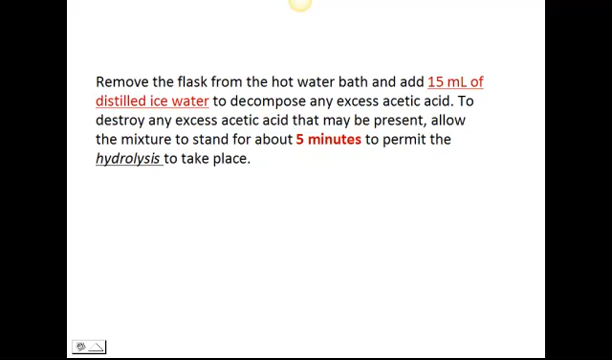 Remove the flask from the hot water bath and add 15 mL of
distilled ice water to decompose any excess acetic acid. To
destroy any excess acetic acid that may be present, allow
the mixture to stand for about 5 minutes to permit the
hydrolysis to take place.